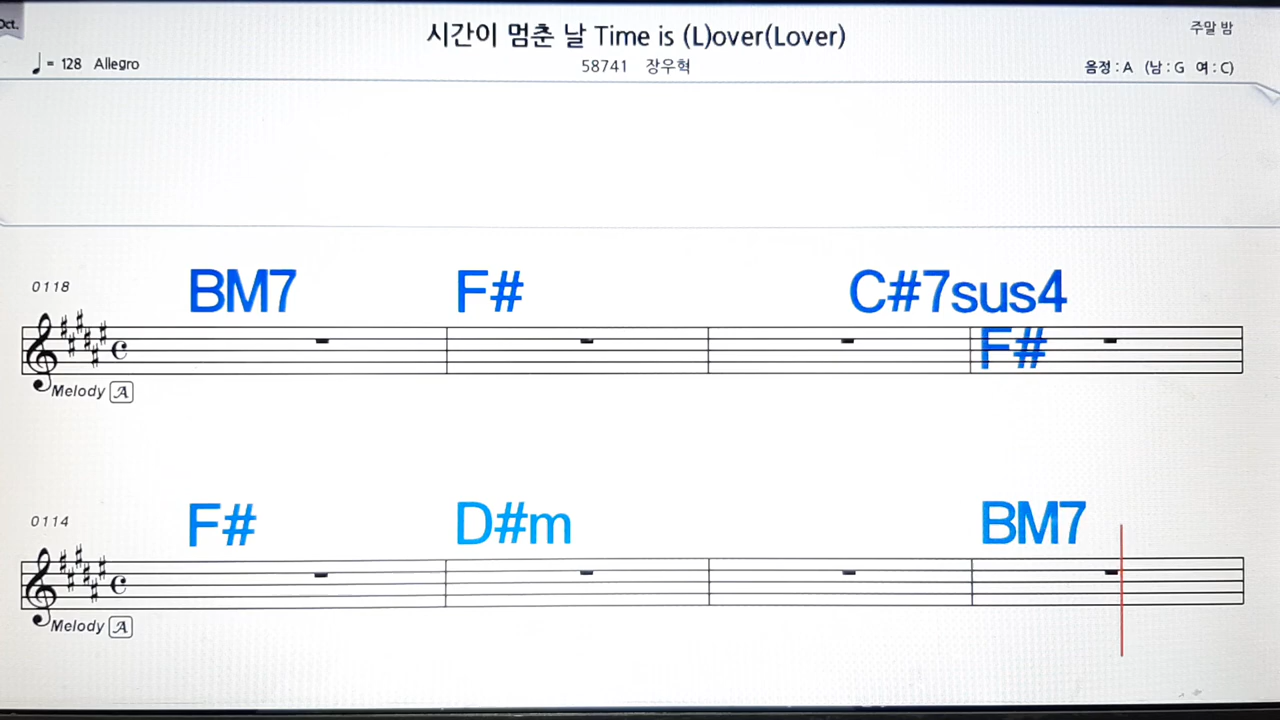 Oct.
시간이 멈춘 날 Time is (L)over(Lover)
주말 밤
= 128 Allegro
58741 장우혁
음정 : A (남 : G 여 : C)
0118
BM7 F# C#7sus4
F#
Melody A
0114
F# D#m BM7
Melody A